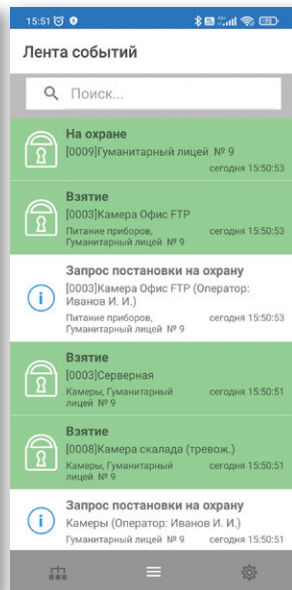 15:51
73
Лента событий
Поиск...
На охране
[0009]Гуманитарный лицей № 9
сегодня 15:50:53
Взятие
[0003]Камера Офис FTP
Питание приборов, сегодня 15:50:53
Гуманитарный лицей № 9
Запрос постановки на охрану
[0003]Камера Офис FTP (Оператор:
Иванов И. И.)
Питание приборов, сегодня 15:50:53
Гуманитарный лицей № 9
Взятие
[0003]Серверная
Камеры, Гуманитарный сегодня 15:50:51
лицей № 9
Взятие
[0008]Камера скалада (тревож.)
Камеры, Гуманитарный сегодня 15:50:51
лицей № 9
Запрос постановки на охрану
Камеры (Оператор: Иванов И. И.)
Гуманитарный лицей № 9 сегодня 15:50:51